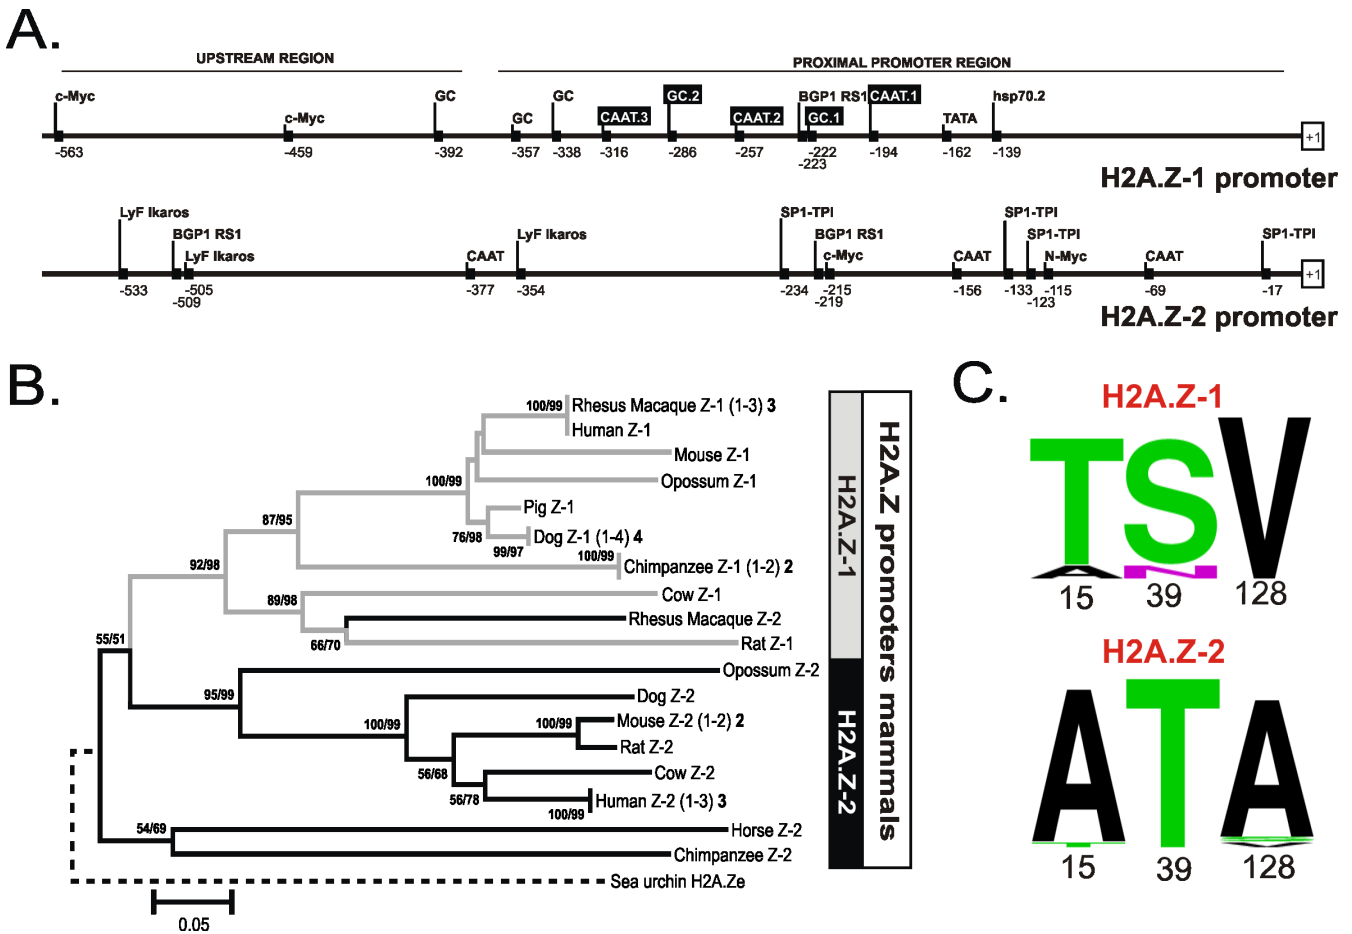 A.
UPSTREAM REGION
PROXIMAL PROMOTER REGION
c-Myc
c-Myc
GC
GC
GC
CAAT.3
GC.2
CAAT.2
BGP1 RS1
GC.1
CAAT.1
TATA
hsp70.2
-563
-459
-392
-357
-338
-316
-286
-257
-222
-223
-194
-162
-139
+1
H2A.Z-1 promoter
LyF Ikaros
BGP1 RS1
LyF Ikaros
CAAT
LyF Ikaros
SP1-TPI
BGP1 RS1
c-Myc
CAAT
SP1-TPI
SP1-TPI
N-Myc
CAAT
SP1-TPI
-533
-505
-509
-377
-354
-234
-215
-219
-156
-133
-115
-123
-69
-17
+1
H2A.Z-2 promoter
B.
100/99
Rhesus Macaque Z-1 (1-3) 3
Human Z-1
Mouse Z-1
100/99
Opossum Z-1
Pig Z-1
87/95
76/98
Dog Z-1 (1-4) 4
99/97
100/99
Chimpanzee Z-1 (1-2) 2
92/98
89/98
Cow Z-1
Rhesus Macaque Z-2
55/51
66/70
Rat Z-1
Opossum Z-2
95/99
Dog Z-2
100/99
100/99
Mouse Z-2 (1-2) 2
Rat Z-2
56/68
Cow Z-2
56/78
Human Z-2 (1-3) 3
100/99
54/69
Horse Z-2
Chimpanzee Z-2
Sea urchin H2A.Ze
0.05
H2A.Z-1
H2A.Z-2
H2A.Z promoters mammals
C.
H2A.Z-1
TSV
A N
15 39 128
H2A.Z-2
ATA
15 39 128